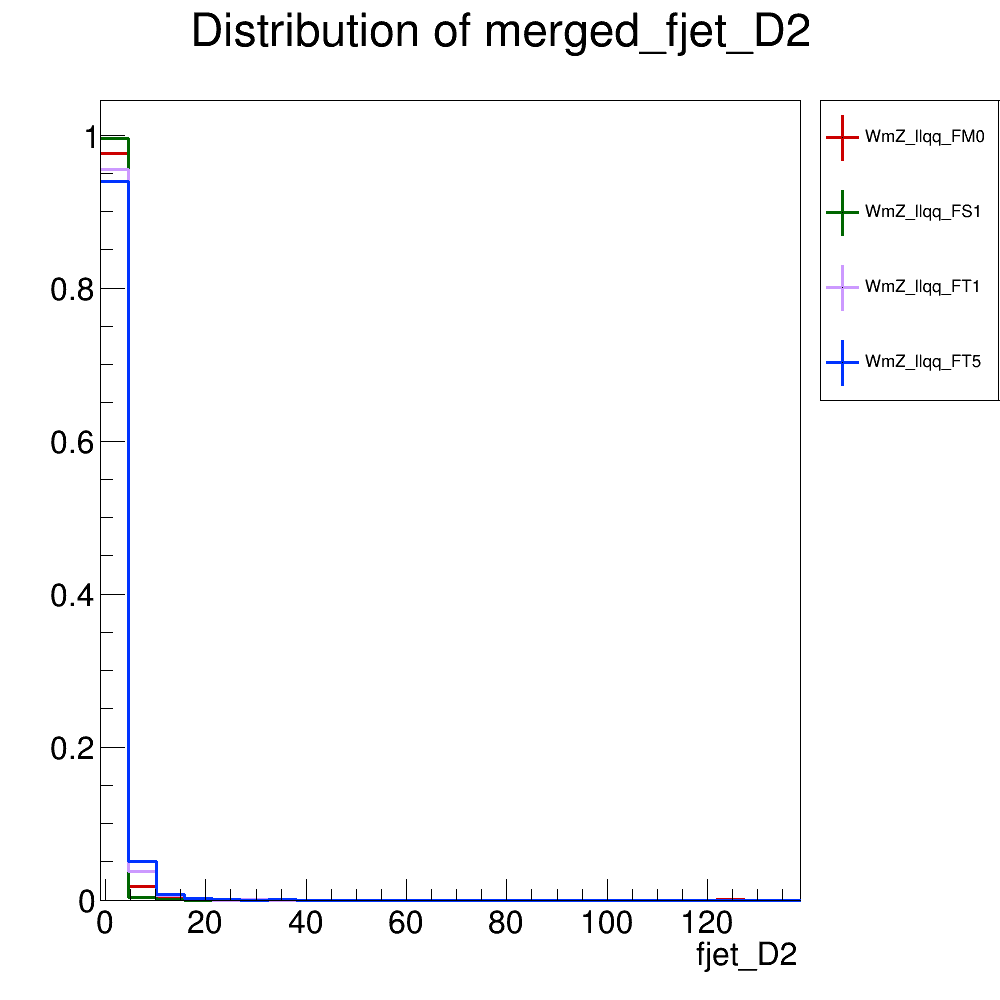 Distribution of merged_fjet_D2
1
0.8
0.6
0.4
0.2
0
0 20 40 60 80 100 120
fjet_D2
WmZ_llqq_FM0
WmZ_llqq_FS1
WmZ_llqq_FT1
WmZ_llqq_FT5